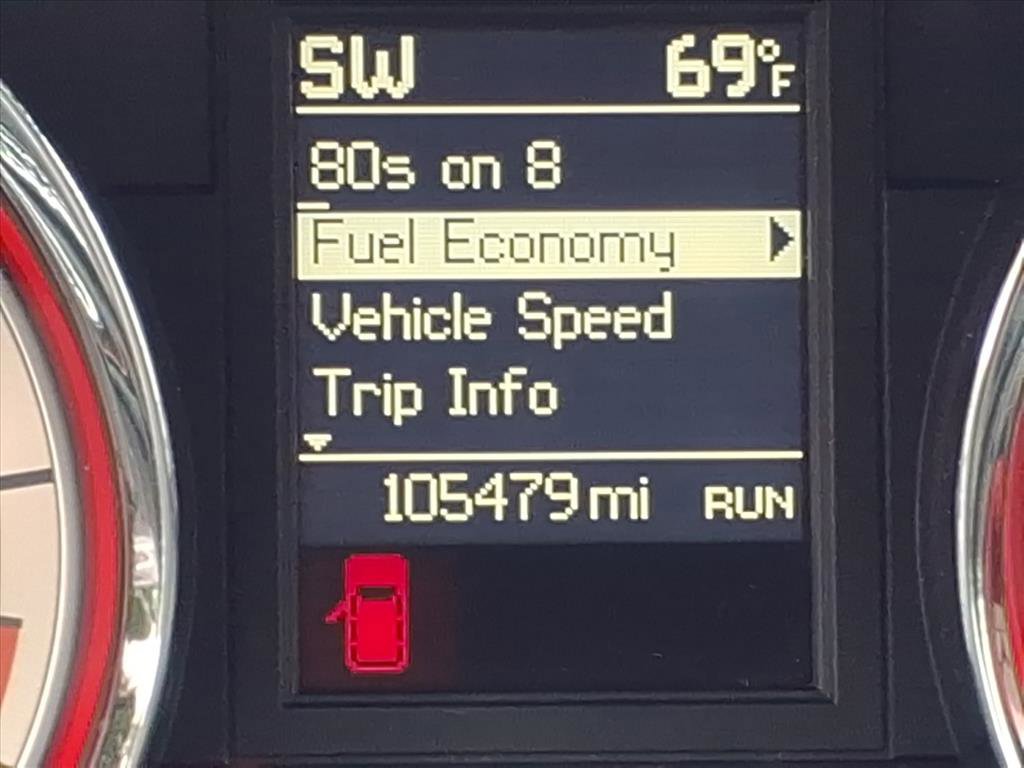 SW 69°F
80s on 8
Fuel Economy
Vehicle Speed
Trip Info
105479 mi RUN